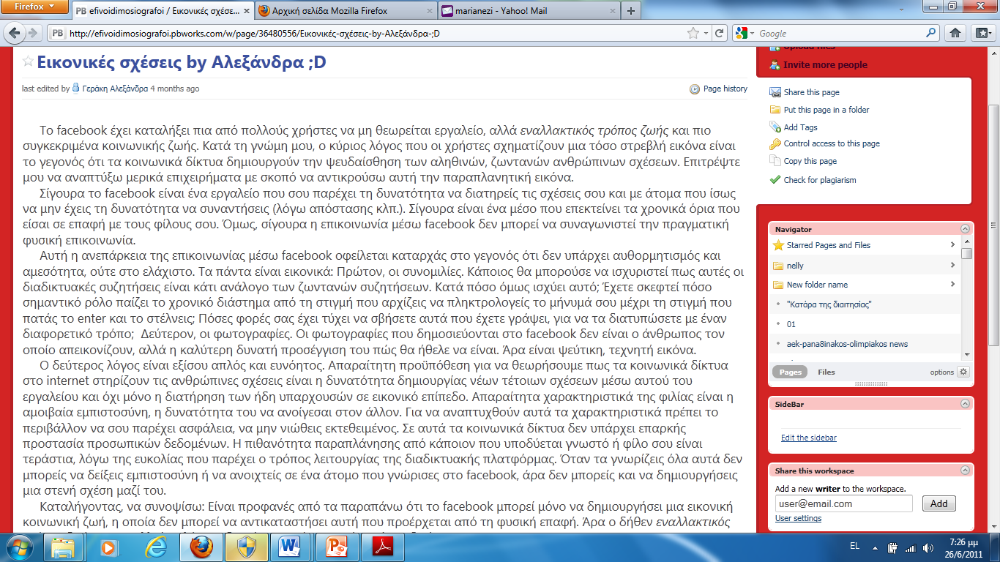 Firefox
efivoidimosiografoi / Εικονικές σχέσε...
Αρχική σελίδα Mozilla Firefox
marianezi - Yahoo! Mail
http://efivoidimosiografoi.pbworks.com/w/page/36480556/Εικονικές-σχέσεις-by-Αλεξάνδρα-;D
Google
Εικονικές σχέσεις by Αλεξάνδρα ;D
last edited by Γεράκη Αλεξάνδρα 4 months ago
Page history
Το facebook έχει καταλήξει πια από πολλούς χρήστες να μη θεωρείται εργαλείο, αλλά εναλλακτικός τρόπος ζωής και πιο
συγκεκριμένα κοινωνικής ζωής. Κατά τη γνώμη μου, ο κύριος λόγος που οι χρήστες σχηματίζουν μια τόσο στρεβλή εικόνα είναι
το γεγονός ότι τα κοινωνικά δίκτυα δημιουργούν την ψευδαίσθηση των αληθινών, ζωντανών ανθρώπινων σχέσεων. Επιτρέψτε
μου να αναπτύξω μερικά επιχειρήματα με σκοπό να αντικρούσω αυτή την παραπλανητική εικόνα.
Σίγουρα το facebook είναι ένα εργαλείο που σου παρέχει τη δυνατότητα να διατηρείς τις σχέσεις σου και με άτομα που ίσως
να μην έχεις τη δυνατότητα να συναντήσεις (λόγω απόστασης κλπ.). Σίγουρα είναι ένα μέσο που επεκτείνει τα χρονικά όρια που
είσαι σε επαφή με τους φίλους σου. Όμως, σίγουρα η επικοινωνία μέσω facebook δεν μπορεί να συναγωνιστεί την πραγματική
φυσική επικοινωνία.
Αυτή η ανεπάρκεια της επικοινωνίας μέσω facebook οφείλεται καταρχάς στο γεγονός ότι δεν υπάρχει αυθορμητισμός και
αμεσότητα, ούτε στο ελάχιστο. Τα πάντα είναι εικονικά: Πρώτον, οι συνομιλίες. Κάποιος θα μπορούσε να ισχυριστεί πως αυτές οι
διαδικτυακές συζητήσεις είναι κάτι ανάλογο των ζωντανών συζητήσεων. Κατά πόσο όμως ισχύει αυτό; Έχετε σκεφτεί πόσο
σημαντικό ρόλο παίζει το χρονικό διάστημα από τη στιγμή που αρχίζεις να πληκτρολογείς το μήνυμά σου μέχρι τη στιγμή που
πατάς το enter και το στέλνεις; Πόσες φορές σας έχει τύχει να σβήσετε αυτά που έχετε γράψει, για να τα διατυπώσετε με έναν
διαφορετικό τρόπο; Δεύτερον, οι φωτογραφίες. Οι φωτογραφίες που δημοσιεύονται στο facebook δεν είναι ο άνθρωπος τον
οποίο απεικονίζουν, αλλά η καλύτερη δυνατή προσέγγιση του πώς θα ήθελε να είναι. Άρα είναι ψεύτικη, τεχνητή εικόνα.
Ο δεύτερος λόγος είναι εξίσου απλός και ευνόητος. Απαραίτητη προϋπόθεση για να θεωρήσουμε πως τα κοινωνικά δίκτυα
στο internet στηρίζουν τις ανθρώπινες σχέσεις είναι η δυνατότητα δημιουργίας νέων τέτοιων σχέσεων μέσω αυτού του
εργαλείου και όχι μόνο η διατήρηση των ήδη υπαρχουσών σε εικονικό επίπεδο. Απαραίτητα χαρακτηριστικά της φιλίας είναι η
αμοιβαία εμπιστοσύνη, η δυνατότητα του να ανοίγεσαι στον άλλον. Για να αναπτυχθούν αυτά τα χαρακτηριστικά πρέπει το
περιβάλλον να σου παρέχει ασφάλεια, να μην νιώθεις εκτεθειμένος. Σε αυτά τα κοινωνικά δίκτυα δεν υπάρχει επαρκής
προστασία προσωπικών δεδομένων. Η πιθανότητα παραπλάνησης από κάποιον που υποδύεται γνωστό ή φίλο σου είναι
τεράστια, λόγω της ευκολίας που παρέχει ο τρόπος λειτουργίας της διαδικτυακής πλατφόρμας. Όταν τα γνωρίζεις όλα αυτά δεν
μπορείς να δείξεις εμπιστοσύνη ή να ανοιχτείς σε ένα άτομο που γνώρισες στο facebook, άρα δεν μπορείς και να δημιουργήσεις
μια στενή σχέση μαζί του.
Καταλήγοντας, να συνοψίσω: Είναι προφανές από τα παραπάνω ότι το facebook μπορεί μόνο να δημιουργήσει μια εικονική
κοινωνική ζωή, η οποία δεν μπορεί να αντικαταστήσει αυτή που προέρχεται από τη φυσική επαφή. Άρα ο δήθεν εναλλακτικός
Upload files
Invite more people
Share this page
Put this page in a folder
Add Tags
Control access to this page
Copy this page
Check for plagiarism
Navigator
Starred Pages and Files
nelly
New folder name
"Κατάρα της διαιτησίας"
01
aek-pana8inakos-olimpiakos news
Pages Files options
SideBar
Edit the sidebar
Share this workspace
Add a new writer to the workspace.
user@email.com Add
User settings
EL
7:26 μμ
26/6/2011